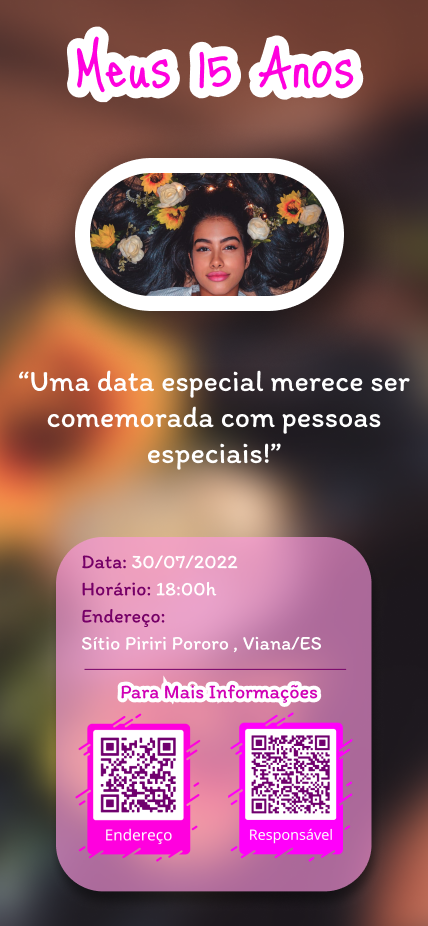 Meus 15 Anos
“Uma data especial merece ser
comemorada com pessoas
especiais!”
Data: 30/07/2022
Horário: 18:00h
Endereço:
Sítio Piriri Pororo , Viana/ES
Para Mais Informações
Endereço
Responsável